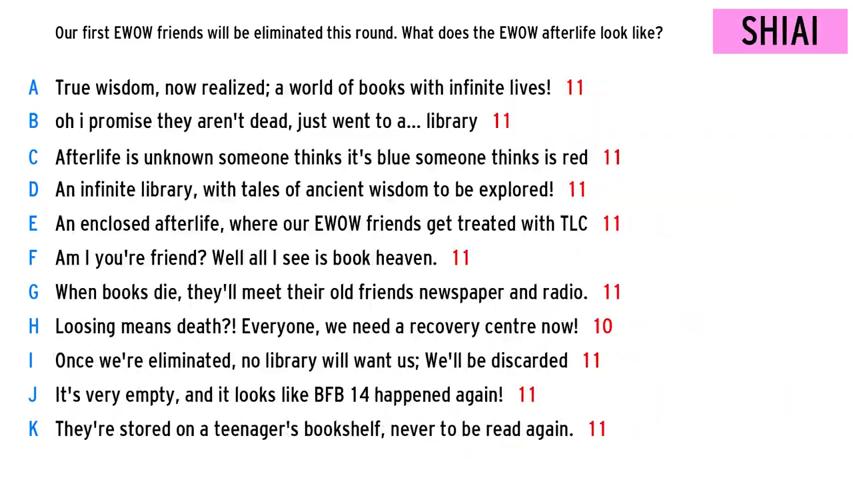 Our first EWOW friends will be eliminated this round. What does the EWOW afterlife look like?
SHIAI
A True wisdom, now realized; a world of books with infinite lives! 11
B oh i promise they aren't dead, just went to a... library 11
C Afterlife is unknown someone thinks it's blue someone thinks is red 11
D An infinite library, with tales of ancient wisdom to be explored! 11
E An enclosed afterlife, where our EWOW friends get treated with TLC 11
F Am I you're friend? Well all I see is book heaven. 11
G When books die, they'll meet their old friends newspaper and radio. 11
H Loosing means death?! Everyone, we need a recovery centre now! 10
I Once we're eliminated, no library will want us; We'll be discarded 11
J It's very empty, and it looks like BFB 14 happened again! 11
K They're stored on a teenager's bookshelf, never to be read again. 11